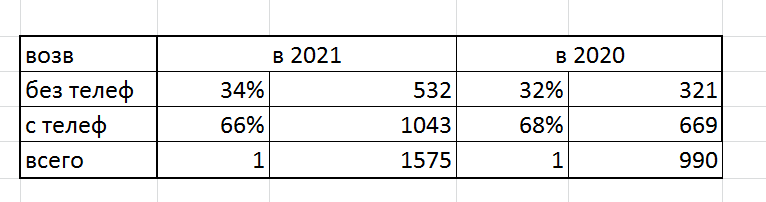 возв в 2021 в 2020
без телеф 34% 532 32% 321
с телеф 66% 1043 68% 669
всего 1 1575 1 990